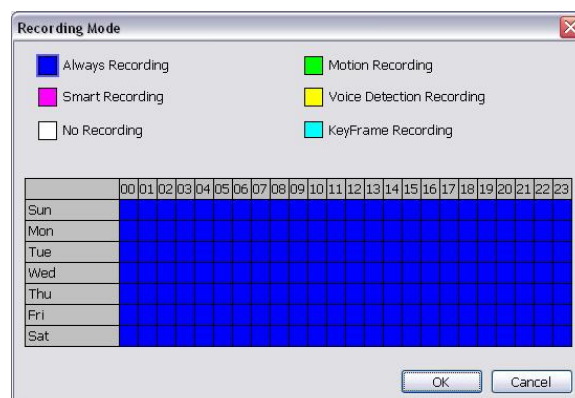 Recording Mode
Always Recording
Motion Recording
Smart Recording
Voice Detection Recording
No Recording
KeyFrame Recording
00 01 02 03 04 05 06 07 08 09 10 11 12 13 14 15 16 17 18 19 20 21 22 23
Sun
Mon
Tue
Wed
Thu
Fri
Sat
OK Cancel